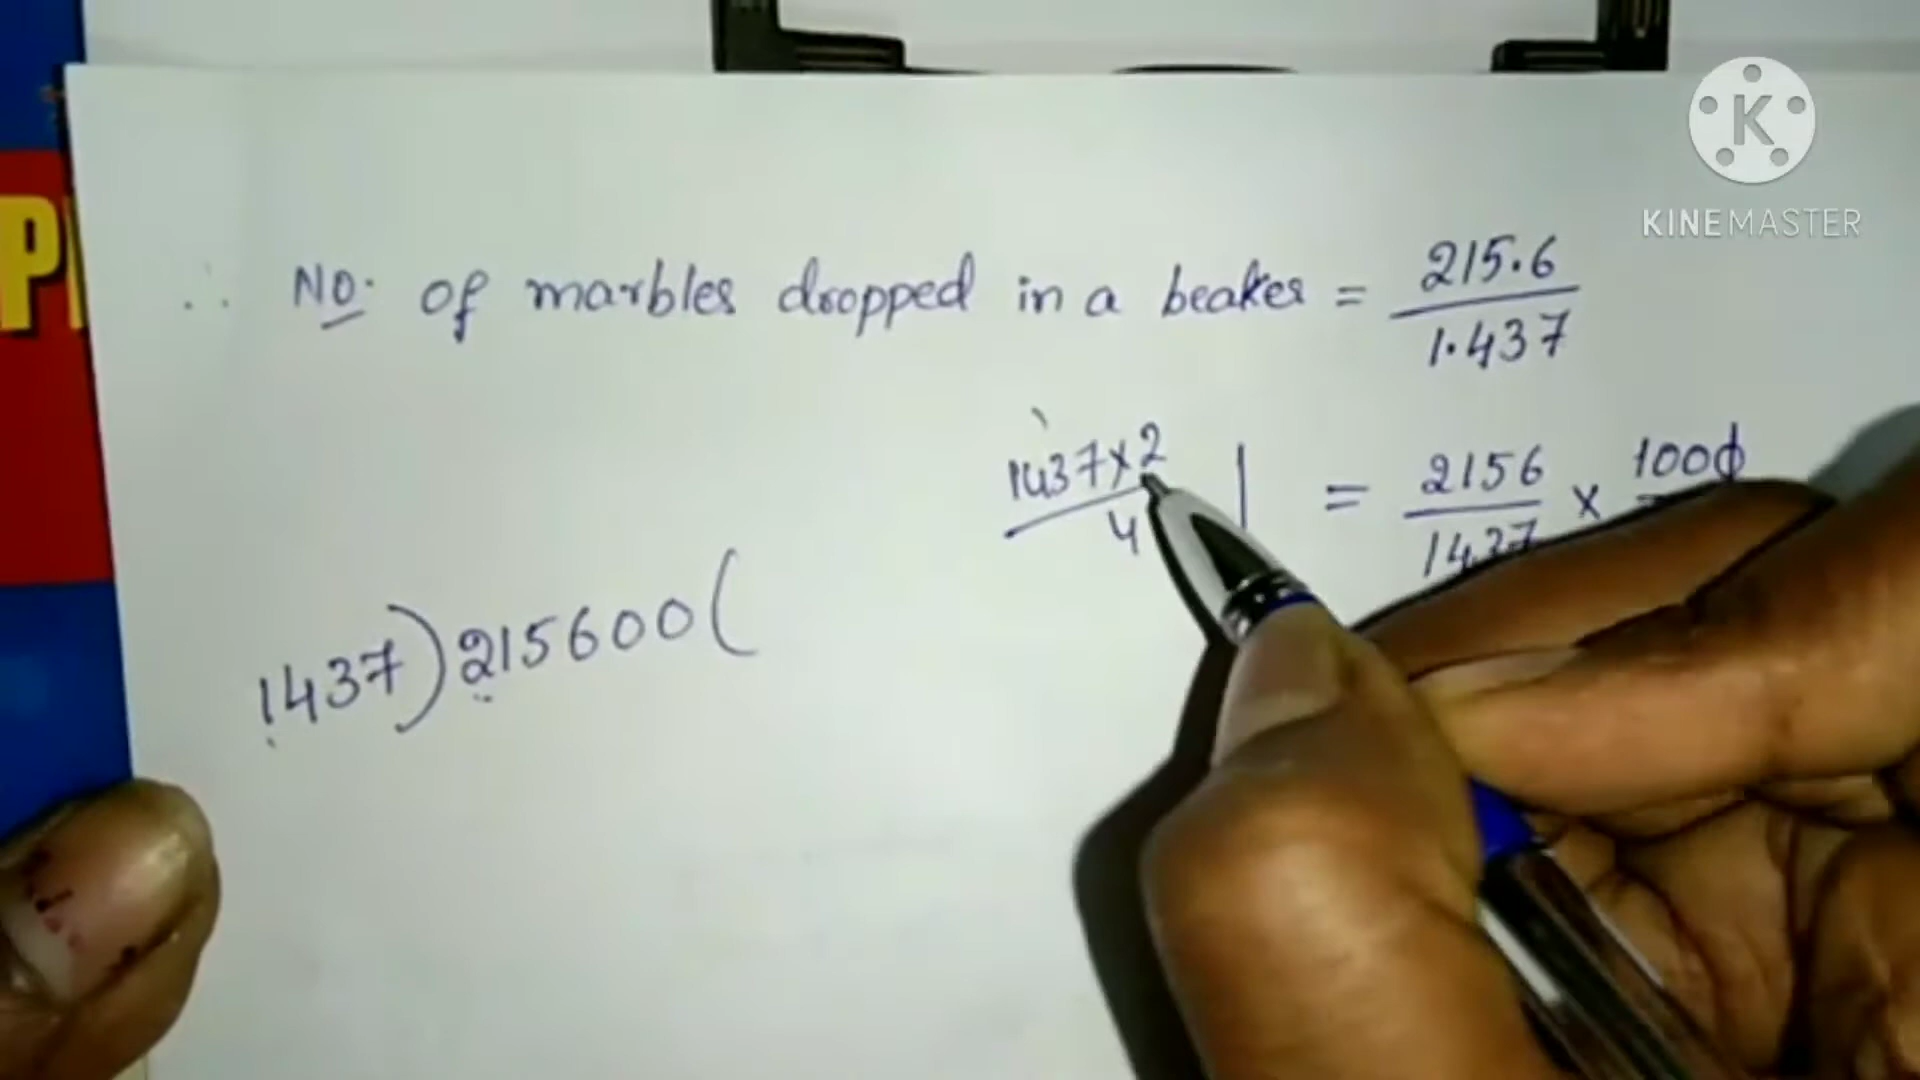 K
KINEMASTER
P
∴ No. of marbles dropped in a beaker = 215.6 / 1.437
1437×2
4
= 2156/1437 × 1000
1437)215600(